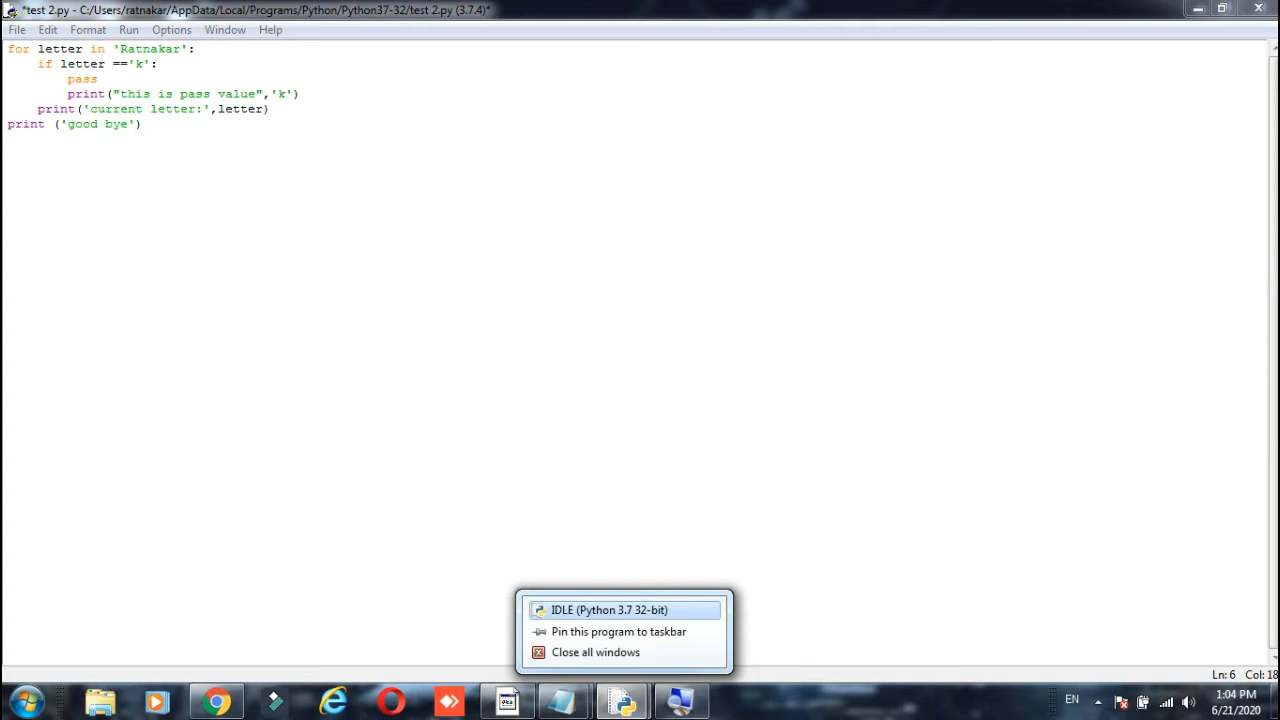 *test 2.py - C:/Users/ratnakar/AppData/Local/Programs/Python/Python37-32/test 2.py (3.7.4)*
File Edit Format Run Options Window Help
for letter in 'Ratnakar':
    if letter =='k':
        pass
        print("this is pass value",'k')
    print('current letter:',letter)
print ('good bye')
IDLE (Python 3.7 32-bit)
Pin this program to taskbar
Close all windows
Ln: 6 Col: 18
EN
1:04 PM
6/21/2020